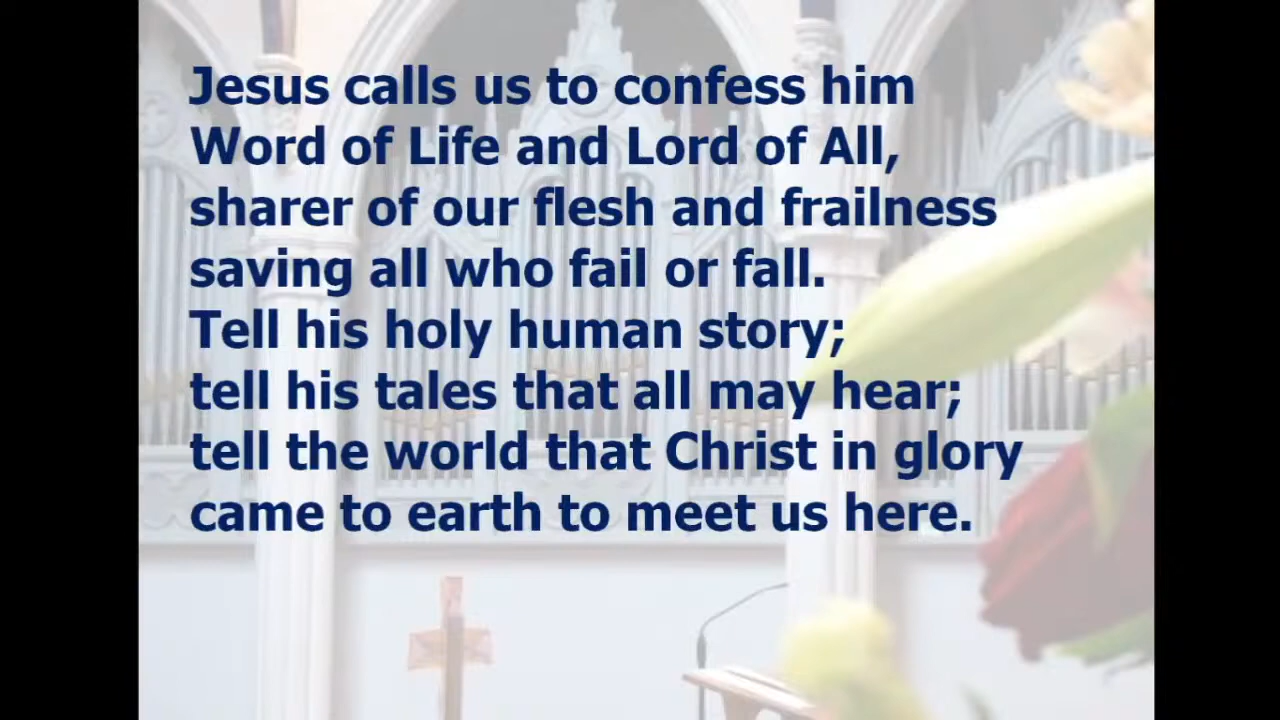 Jesus calls us to confess him
Word of Life and Lord of All,
sharer of our flesh and frailness
saving all who fail or fall.
Tell his holy human story;
tell his tales that all may hear;
tell the world that Christ in glory
came to earth to meet us here.